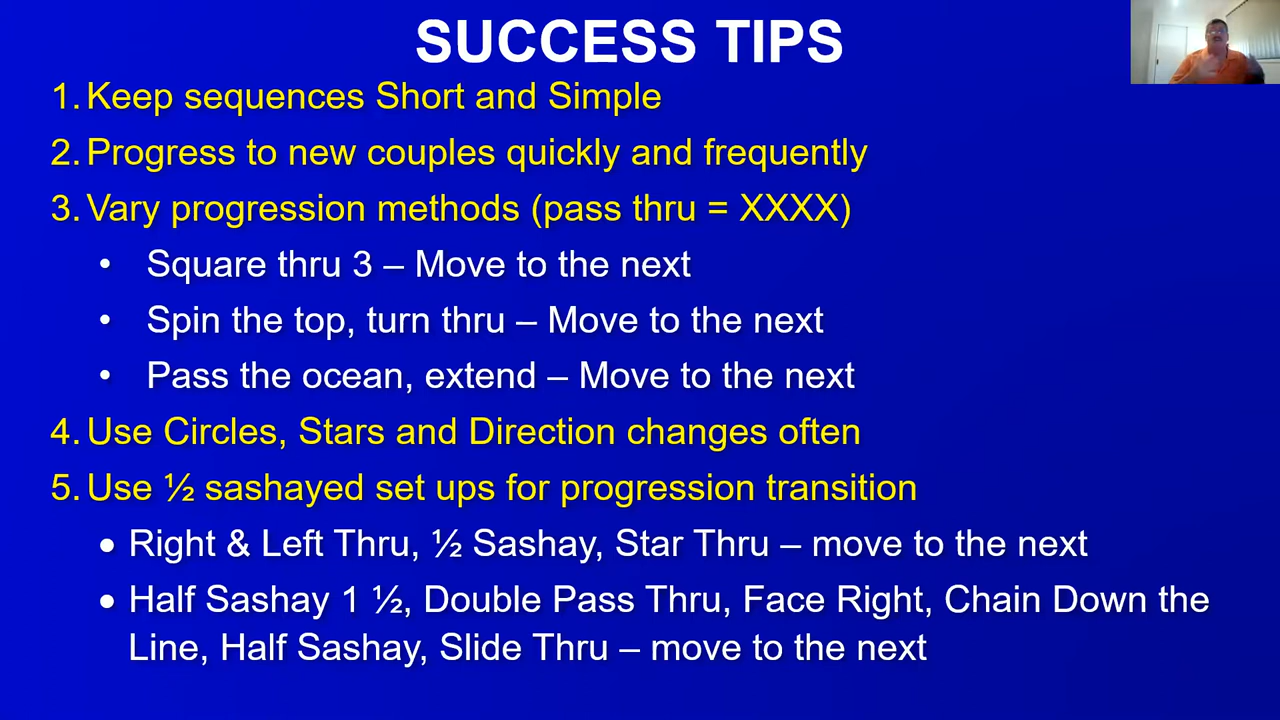 SUCCESS TIPS
1. Keep sequences Short and Simple
2. Progress to new couples quickly and frequently
3. Vary progression methods (pass thru = XXXX)
• Square thru 3 – Move to the next
• Spin the top, turn thru – Move to the next
• Pass the ocean, extend – Move to the next
4. Use Circles, Stars and Direction changes often
5. Use ½ sashayed set ups for progression transition
• Right & Left Thru, ½ Sashay, Star Thru – move to the next
• Half Sashay 1 ½, Double Pass Thru, Face Right, Chain Down the
Line, Half Sashay, Slide Thru – move to the next